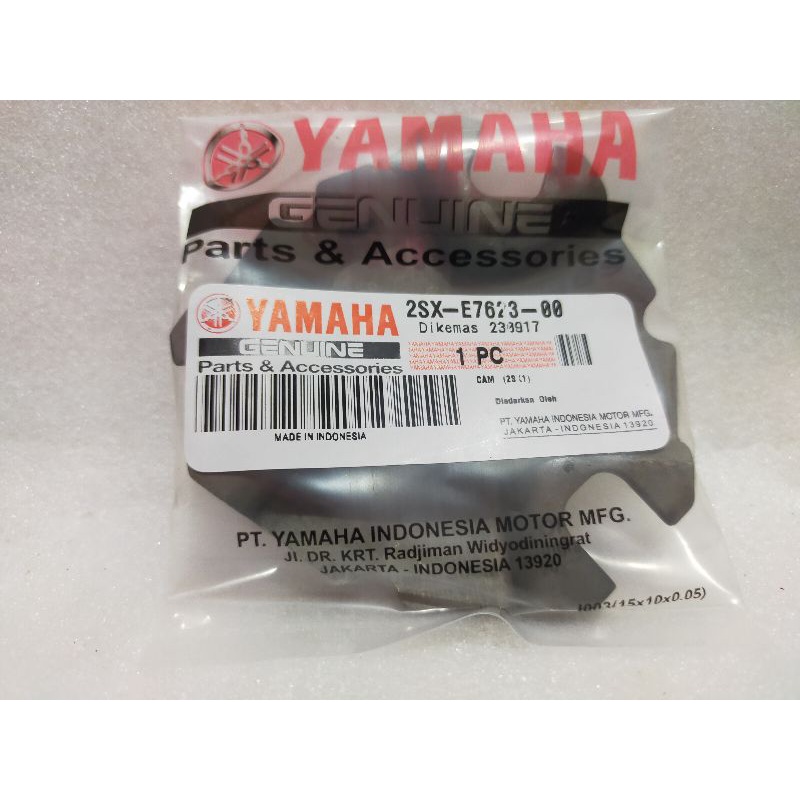 YAMAHA
GENUINE
Parts & Accessories
YAMAHA
GENUINE
Parts & Accessories
2SX-E7623-00
Dikemas 230917
1 PC
CAM (2S
Diedarkan Oleh
PT. YAMAHA INDONESIA MOTOR MFG.
JAKARTA - INDONESIA 13920
MADE IN INDONESIA
PT. YAMAHA INDONESIA MOTOR MFG.
Jl. DR. KRT. Radjiman Widyodiningrat
JAKARTA - INDONESIA 13920
(15x10x0.05)